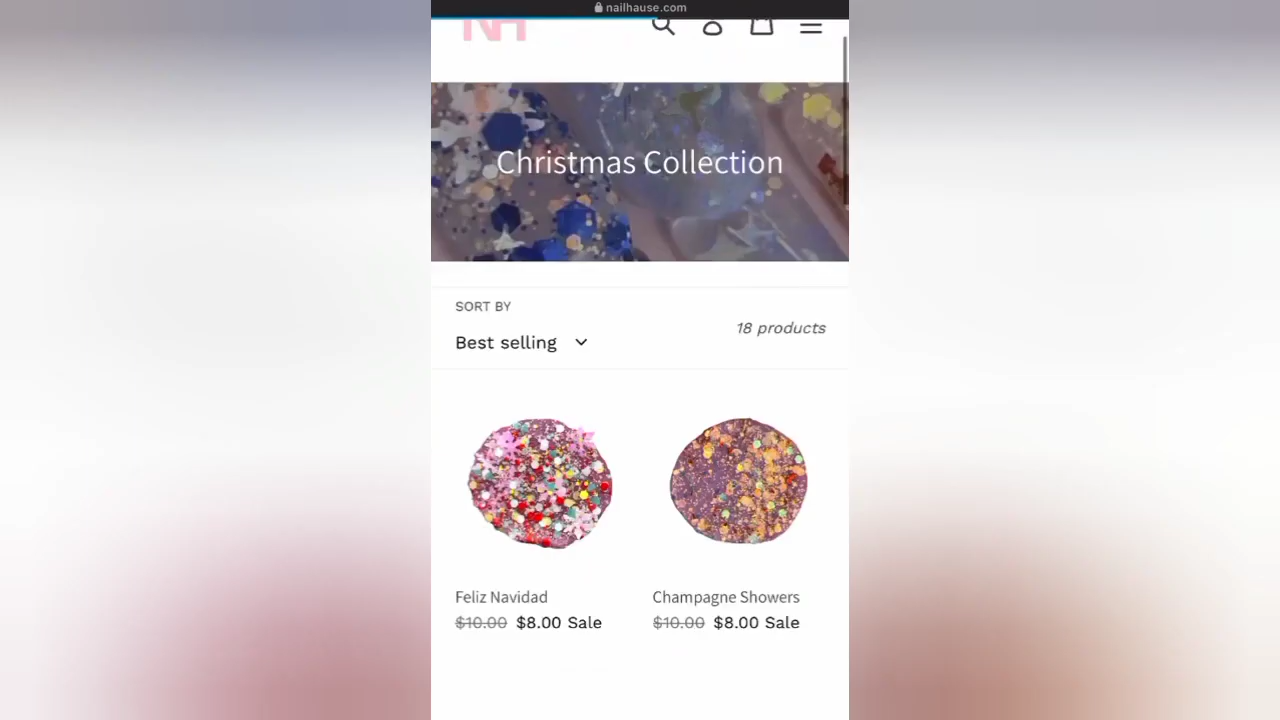 nailhause.com
NH
Christmas Collection
SORT BY
Best selling
18 products
Feliz Navidad
Champagne Showers
$10.00 $8.00 Sale
$10.00 $8.00 Sale